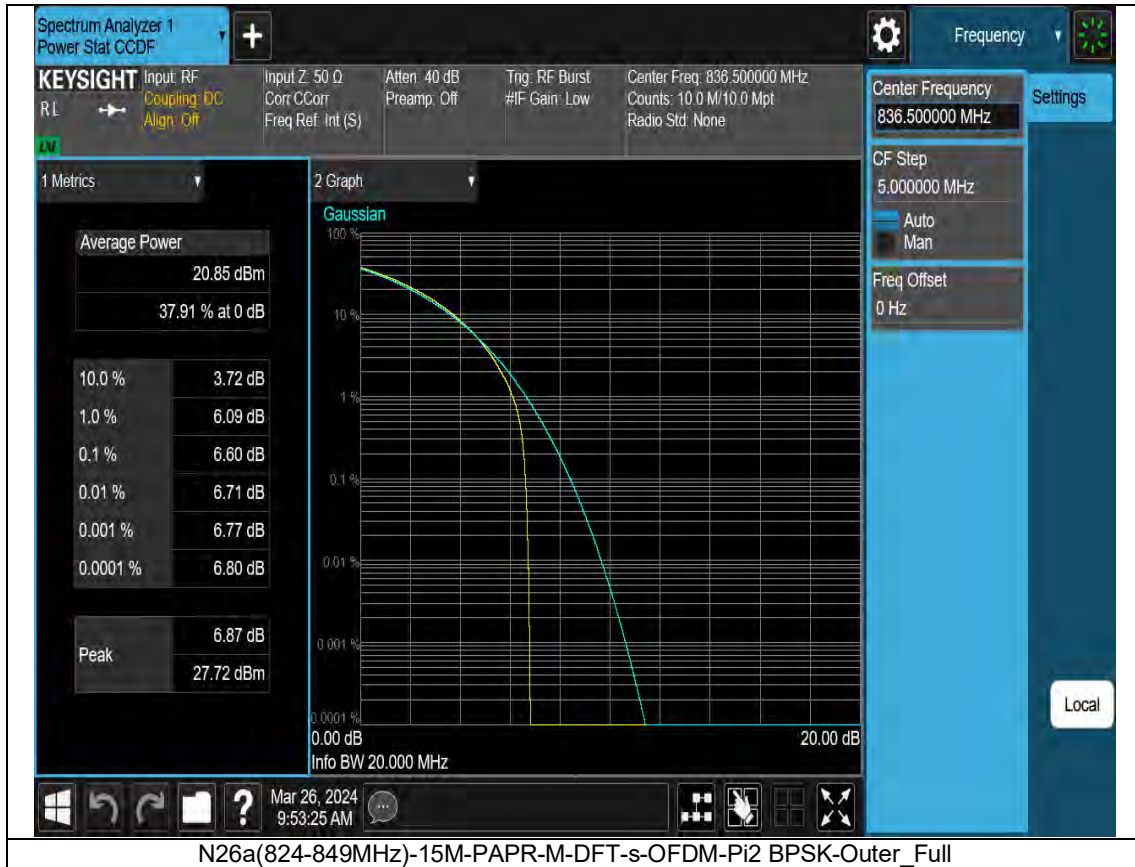 Spectrum Analyzer 1
Power Stat CCDF
+
Frequency
KEYSIGHT
RL
LNI
Input: RF
Coupling: DC
Align: Off
Input Z: 50 Ω
Corr CCorr
Freq Ref: Int (S)
Atten: 40 dB
Preamp: Off
Trig: RF Burst
#IF Gain: Low
Center Freq: 836.500000 MHz
Counts: 10.0 M/10.0 Mpt
Radio Std: None
Center Frequency
836.500000 MHz
Settings
CF Step
5.000000 MHz
Auto
Man
Freq Offset
0 Hz
1 Metrics
Average Power
20.85 dBm
37.91 % at 0 dB
10.0 % 3.72 dB
1.0 % 6.09 dB
0.1 % 6.60 dB
0.01 % 6.71 dB
0.001 % 6.77 dB
0.0001 % 6.80 dB
Peak
6.87 dB
27.72 dBm
2 Graph
Gaussian
100 %
10 %
1 %
0.1 %
0.01 %
0.001 %
0.0001 %
0.00 dB 20.00 dB
Info BW 20.000 MHz
Local
?
Mar 26, 2024
9:53:25 AM
N26a(824-849MHz)-15M-PAPR-M-DFT-s-OFDM-Pi2 BPSK-Outer_Full